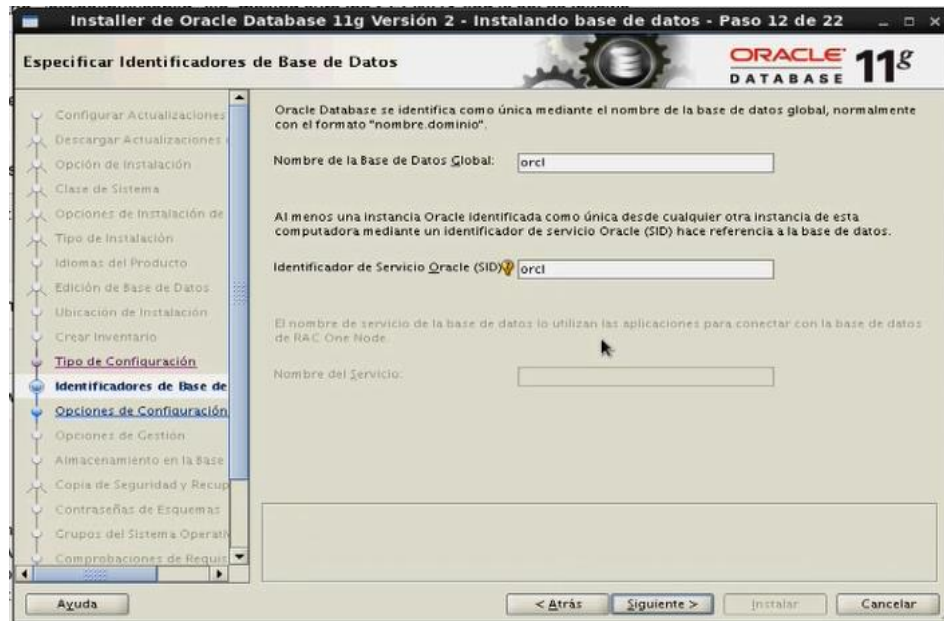 Installer de Oracle Database 11g Versión 2 - Instalando base de datos - Paso 12 de 22
Especificar Identificadores de Base de Datos
ORACLE
DATABASE
11g
Configurar Actualizaciones
Descargar Actualizaciones
Opción de Instalación
Clase de Sistema
Opciones de Instalación de
Tipo de Instalación
Idiomas del Producto
Edición de Base de Datos
Ubicación de Instalación
Crear Inventario
Tipo de Configuración
Identificadores de Base de
Opciones de Configuración
Opciones de Gestión
Almacenamiento en la Base
Copia de Seguridad y Recup
Contraseñas de Esquemas
Grupos del Sistema Operati
Comprobaciones de Requis
Oracle Database se identifica como única mediante el nombre de la base de datos global, normalmente
con el formato "nombre.dominio".
Nombre de la Base de Datos Global:
orcl
Al menos una instancia Oracle identificada como única desde cualquier otra instancia de esta
computadora mediante un identificador de servicio Oracle (SID) hace referencia a la base de datos.
Identificador de Servicio Oracle (SID)
orcl
El nombre de servicio de la base de datos lo utilizan las aplicaciones para conectar con la base de datos
de RAC One Node.
Nombre del Servicio:
Ayuda
< Atrás
Siguiente >
Instalar
Cancelar